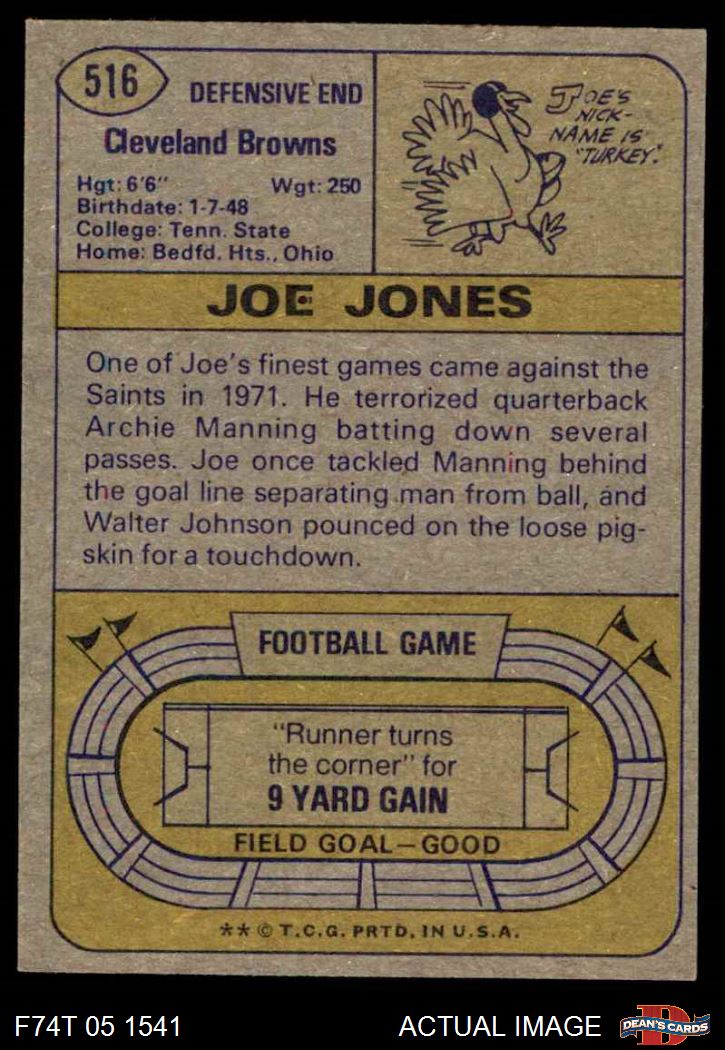 516
DEFENSIVE END
Cleveland Browns
Hgt: 6'6" Wgt: 250
Birthdate: 1-7-48
College: Tenn. State
Home: Bedfd. Hts., Ohio
JOE'S
NICK-
NAME IS
"TURKEY".
JOE JONES
One of Joe's finest games came against the
Saints in 1971. He terrorized quarterback
Archie Manning batting down several
passes. Joe once tackled Manning behind
the goal line separating man from ball, and
Walter Johnson pounced on the loose pig-
skin for a touchdown.
FOOTBALL GAME
"Runner turns
the corner" for
9 YARD GAIN
FIELD GOAL—GOOD
** © T.C.G. PRTD. IN U.S.A.
F74T 05 1541 ACTUAL IMAGE
D
DEAN'S CARDS